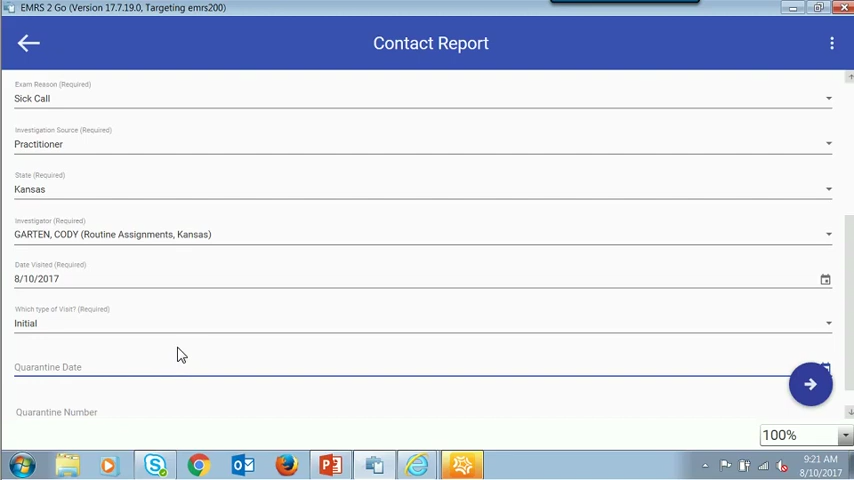 EMRS 2 Go (Version 17.7.19.0, Targeting emrs200)
Contact Report
Exam Reason (Required)
Sick Call
Investigation Source (Required)
Practitioner
State (Required)
Kansas
Investigator (Required)
GARTEN, CODY (Routine Assignments, Kansas)
Date Visited (Required)
8/10/2017
Which type of Visit? (Required)
Initial
Quarantine Date
Quarantine Number
100%
9:21 AM
8/10/2017